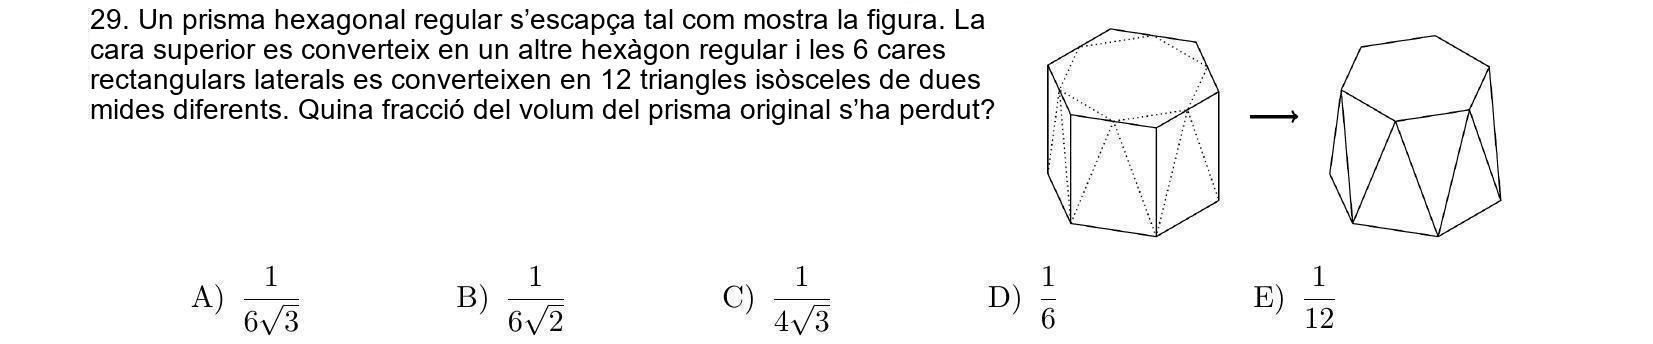 29. Un prisma hexagonal regular s’escapça tal com mostra la figura. La
cara superior es converteix en un altre hexàgon regular i les 6 cares
rectangulars laterals es converteixen en 12 triangles isòsceles de dues
mides diferents. Quina fracció del volum del prisma original s’ha perdut?
A) 1/(6√3) B) 1/(6√2) C) 1/(4√3) D) 1/6 E) 1/12